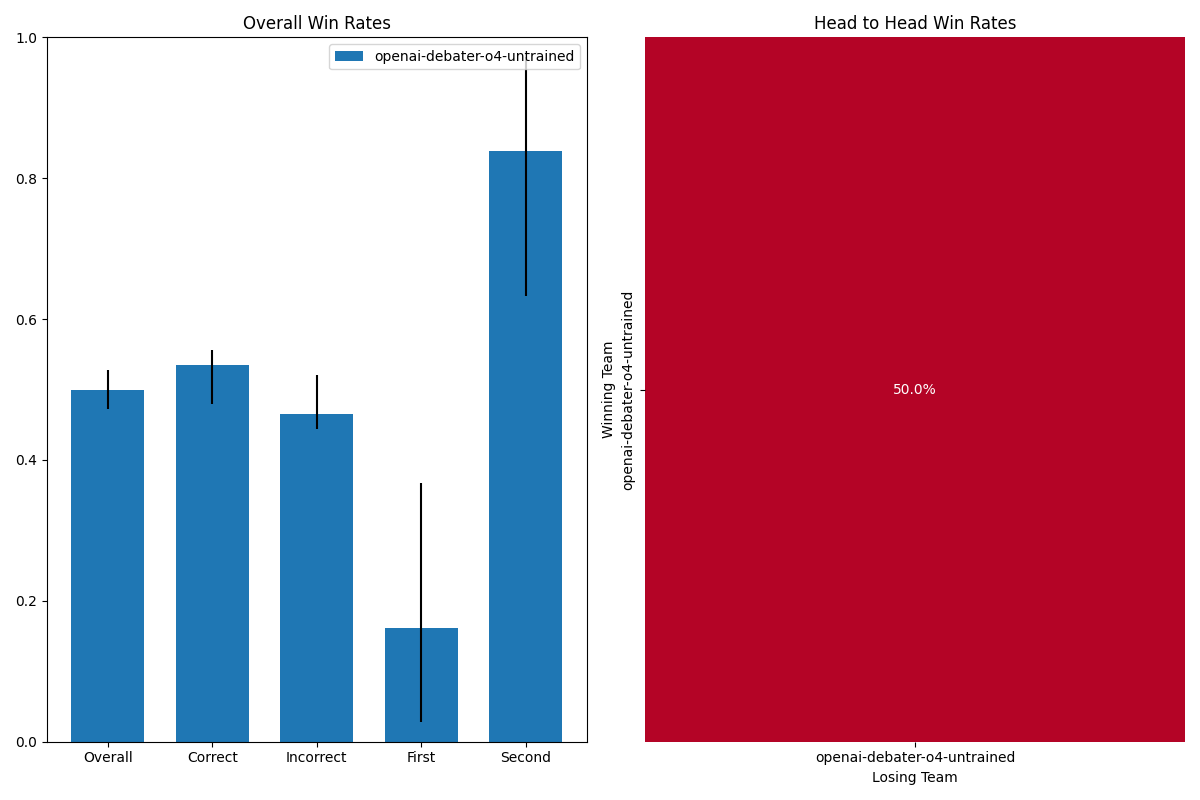 Overall Win Rates
openai-debater-o4-untrained
1.0
0.8
0.6
0.4
0.2
0.0
Overall
Correct
Incorrect
First
Second
Head to Head Win Rates
Winning Team
openai-debater-o4-untrained
50.0%
openai-debater-o4-untrained
Losing Team